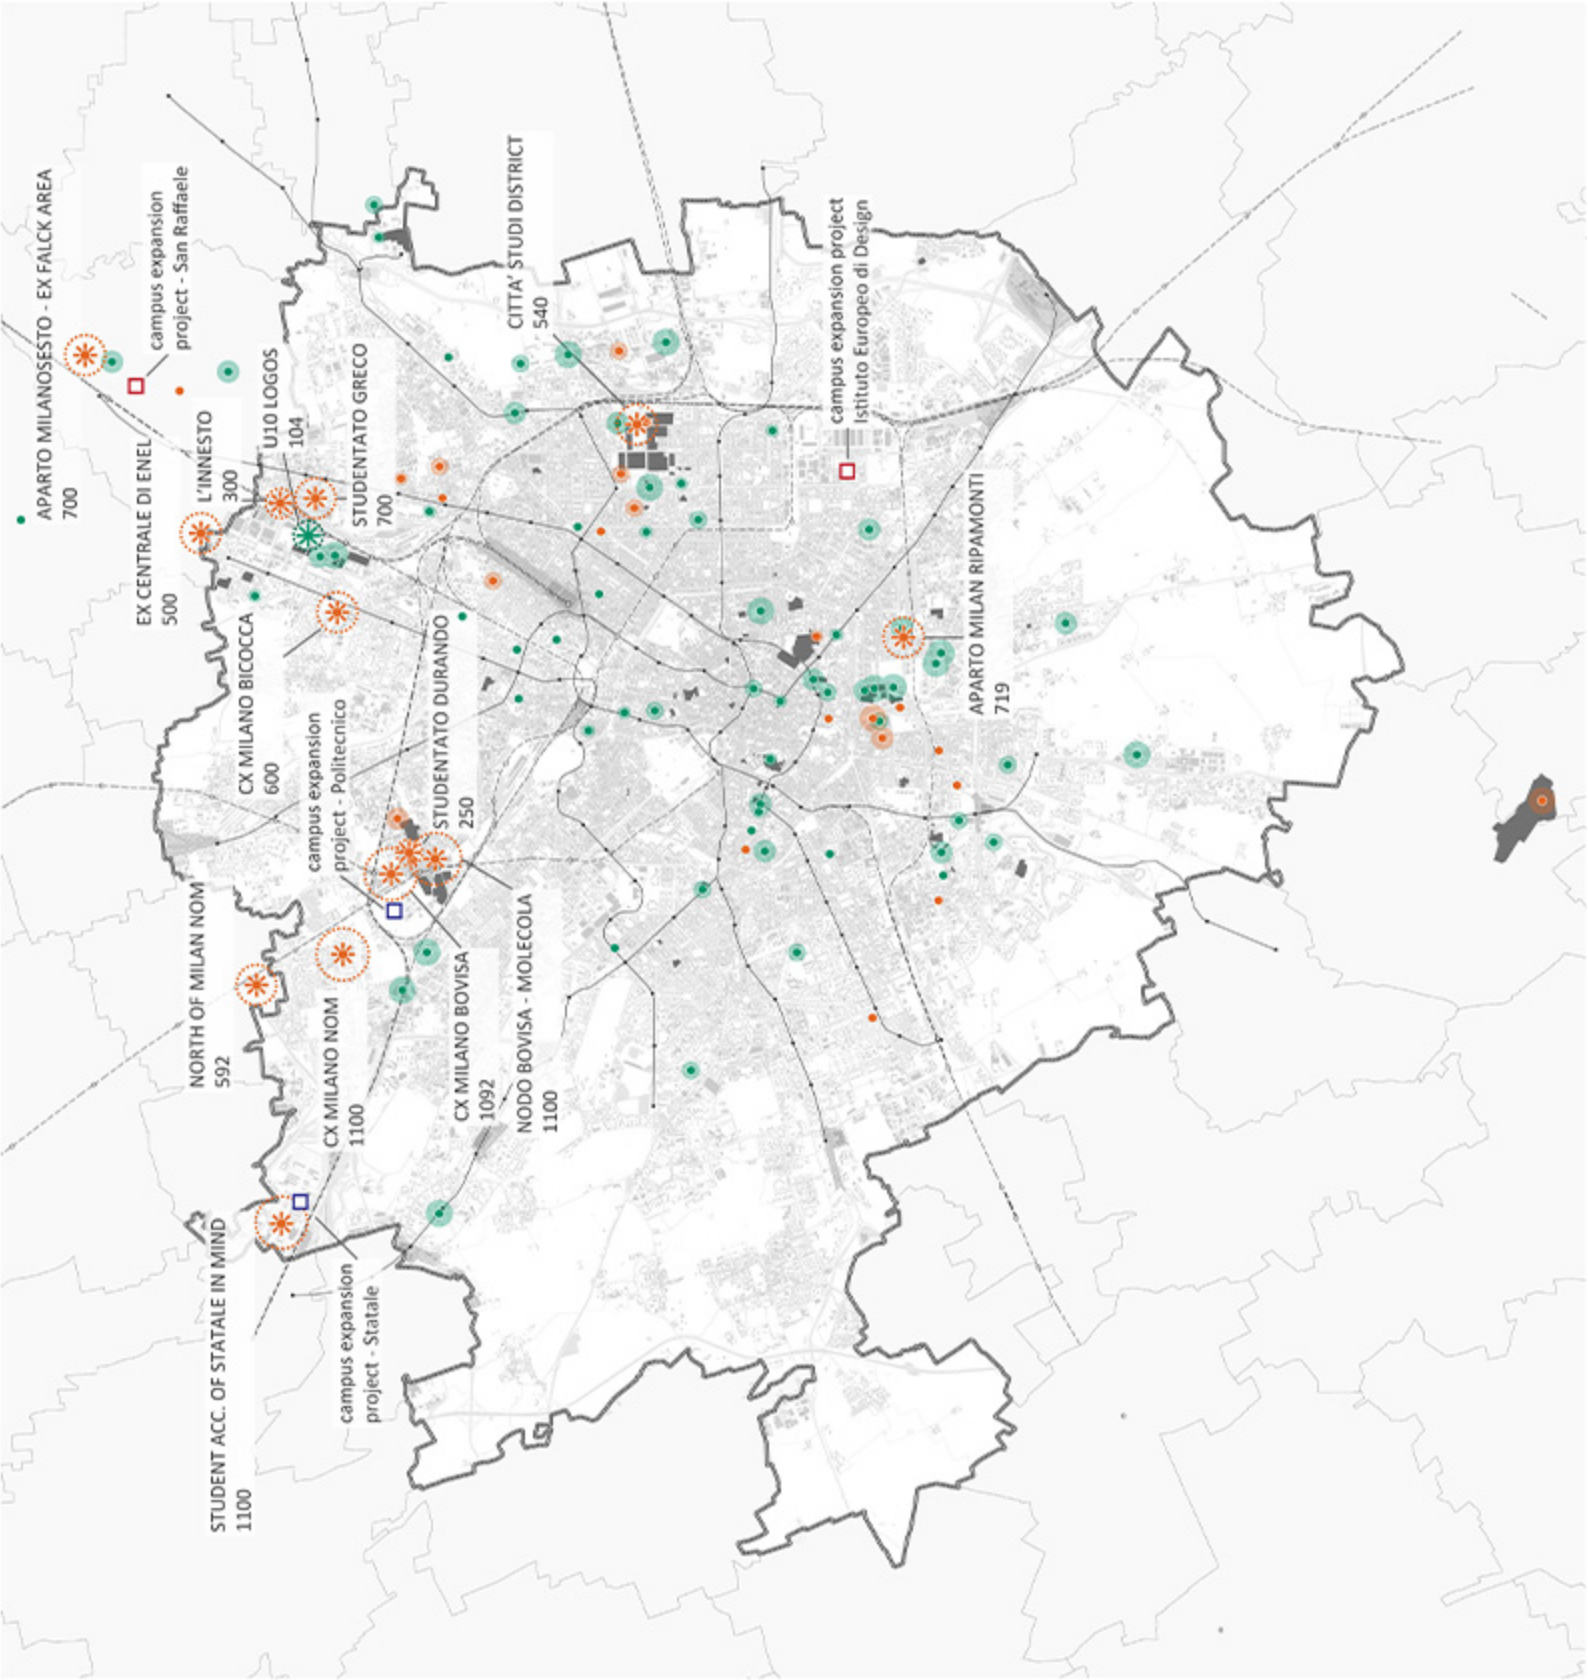 APARTO MILANOSESTO - EX FALCK AREA
700
campus expansion
project - San Raffaele
EX CENTRALE DI ENEL
500
L'INNESTO
300
U10 LOGOS
104
STUDENTATO GRECO
700
CITTA' STUDI DISTRICT
540
campus expansion project
Istituto Europeo di Design
CX MILANO BICOCCA
600
campus expansion
project - Politecnico
STUDENTATO DURANDO
250
APARTO MILAN RIPAMONTI
719
NORTH OF MILAN NOM
592
CX MILANO NOM
1100
CX MILANO BOVISA
1092
NODO BOVISA - MOLECOLA
1100
STUDENT ACC. OF STATALE IN MIND
1100
campus expansion
project - Statale